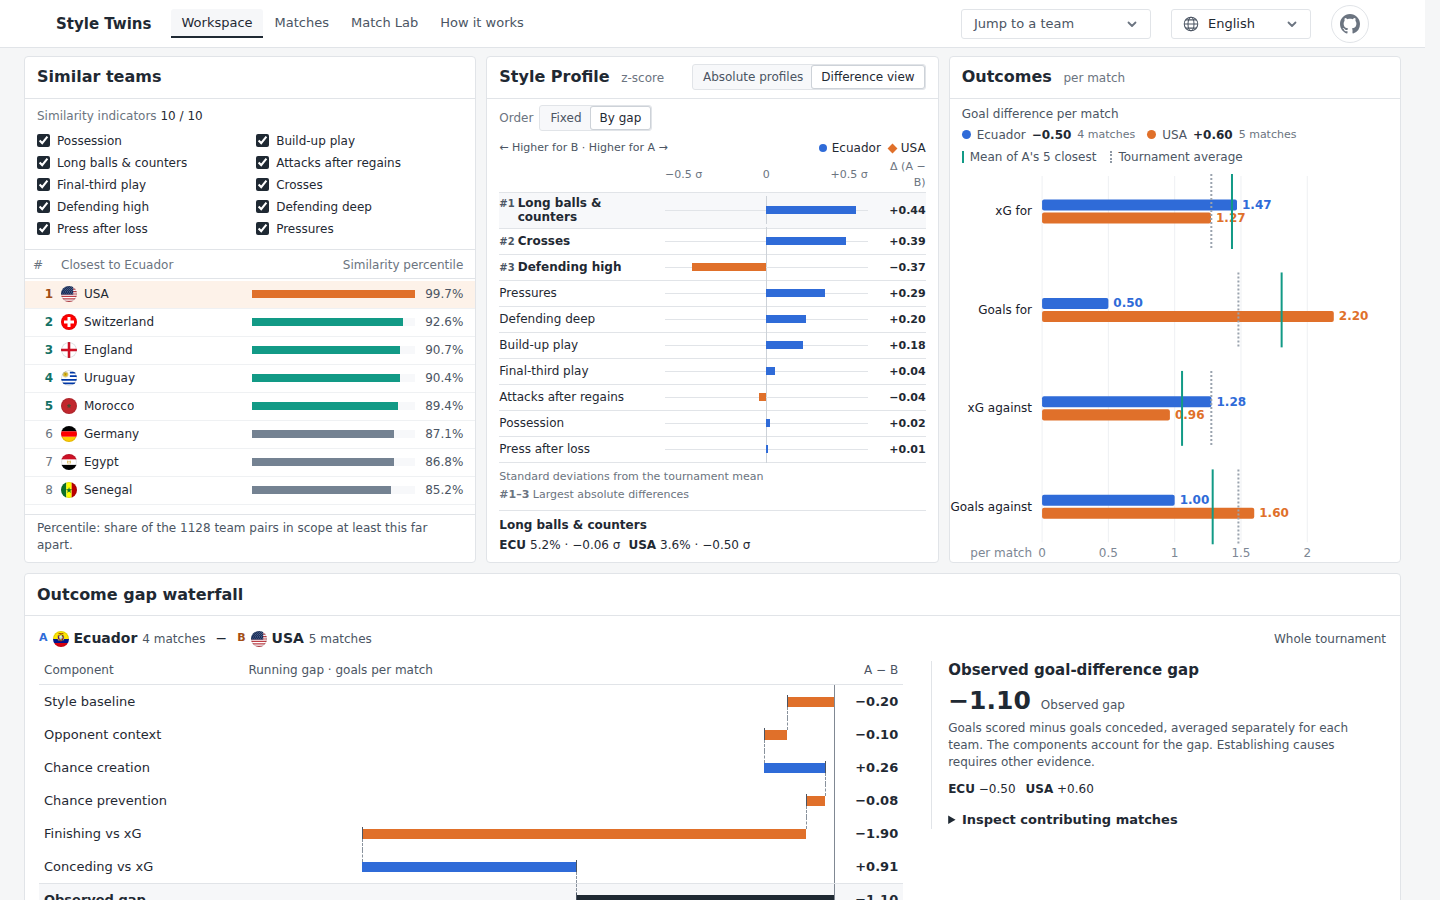 Style Twins
Workspace
Matches
Match Lab
How it works
Jump to a team
English
Similar teams
Similarity indicators 10 / 10
Possession
Build-up play
Long balls & counters
Attacks after regains
Final-third play
Crosses
Defending high
Defending deep
Press after loss
Pressures
# Closest to Ecuador Similarity percentile
1 USA 99.7%
2 Switzerland 92.6%
3 England 90.7%
4 Uruguay 90.4%
5 Morocco 89.4%
6 Germany 87.1%
7 Egypt 86.8%
8 Senegal 85.2%
Percentile: share of the 1128 team pairs in scope at least this far
apart.
Style Profile z-score
Absolute profiles
Difference view
Order Fixed By gap
← Higher for B · Higher for A →
Ecuador USA
−0.5 σ 0 +0.5 σ Δ (A −
B)
#1 Long balls &
counters +0.44
#2 Crosses +0.39
#3 Defending high −0.37
Pressures +0.29
Defending deep +0.20
Build-up play +0.18
Final-third play +0.04
Attacks after regains −0.04
Possession +0.02
Press after loss +0.01
Standard deviations from the tournament mean
#1–3 Largest absolute differences
Long balls & counters
ECU 5.2% · −0.06 σ USA 3.6% · −0.50 σ
Outcomes per match
Goal difference per match
Ecuador −0.50 4 matches USA +0.60 5 matches
Mean of A's 5 closest Tournament average
xG for 1.47
1.27
Goals for 0.50
2.20
xG against 1.28
0.96
Goals against 1.00
1.60
per match 0 0.5 1 1.5 2
Outcome gap waterfall
A Ecuador 4 matches − B USA 5 matches
Whole tournament
Component Running gap · goals per match A − B
Style baseline −0.20
Opponent context −0.10
Chance creation +0.26
Chance prevention −0.08
Finishing vs xG −1.90
Conceding vs xG +0.91
Observed gap −1.10
Observed goal-difference gap
−1.10 Observed gap
Goals scored minus goals conceded, averaged separately for each
team. The components account for the gap. Establishing causes
requires other evidence.
ECU −0.50 USA +0.60
Inspect contributing matches